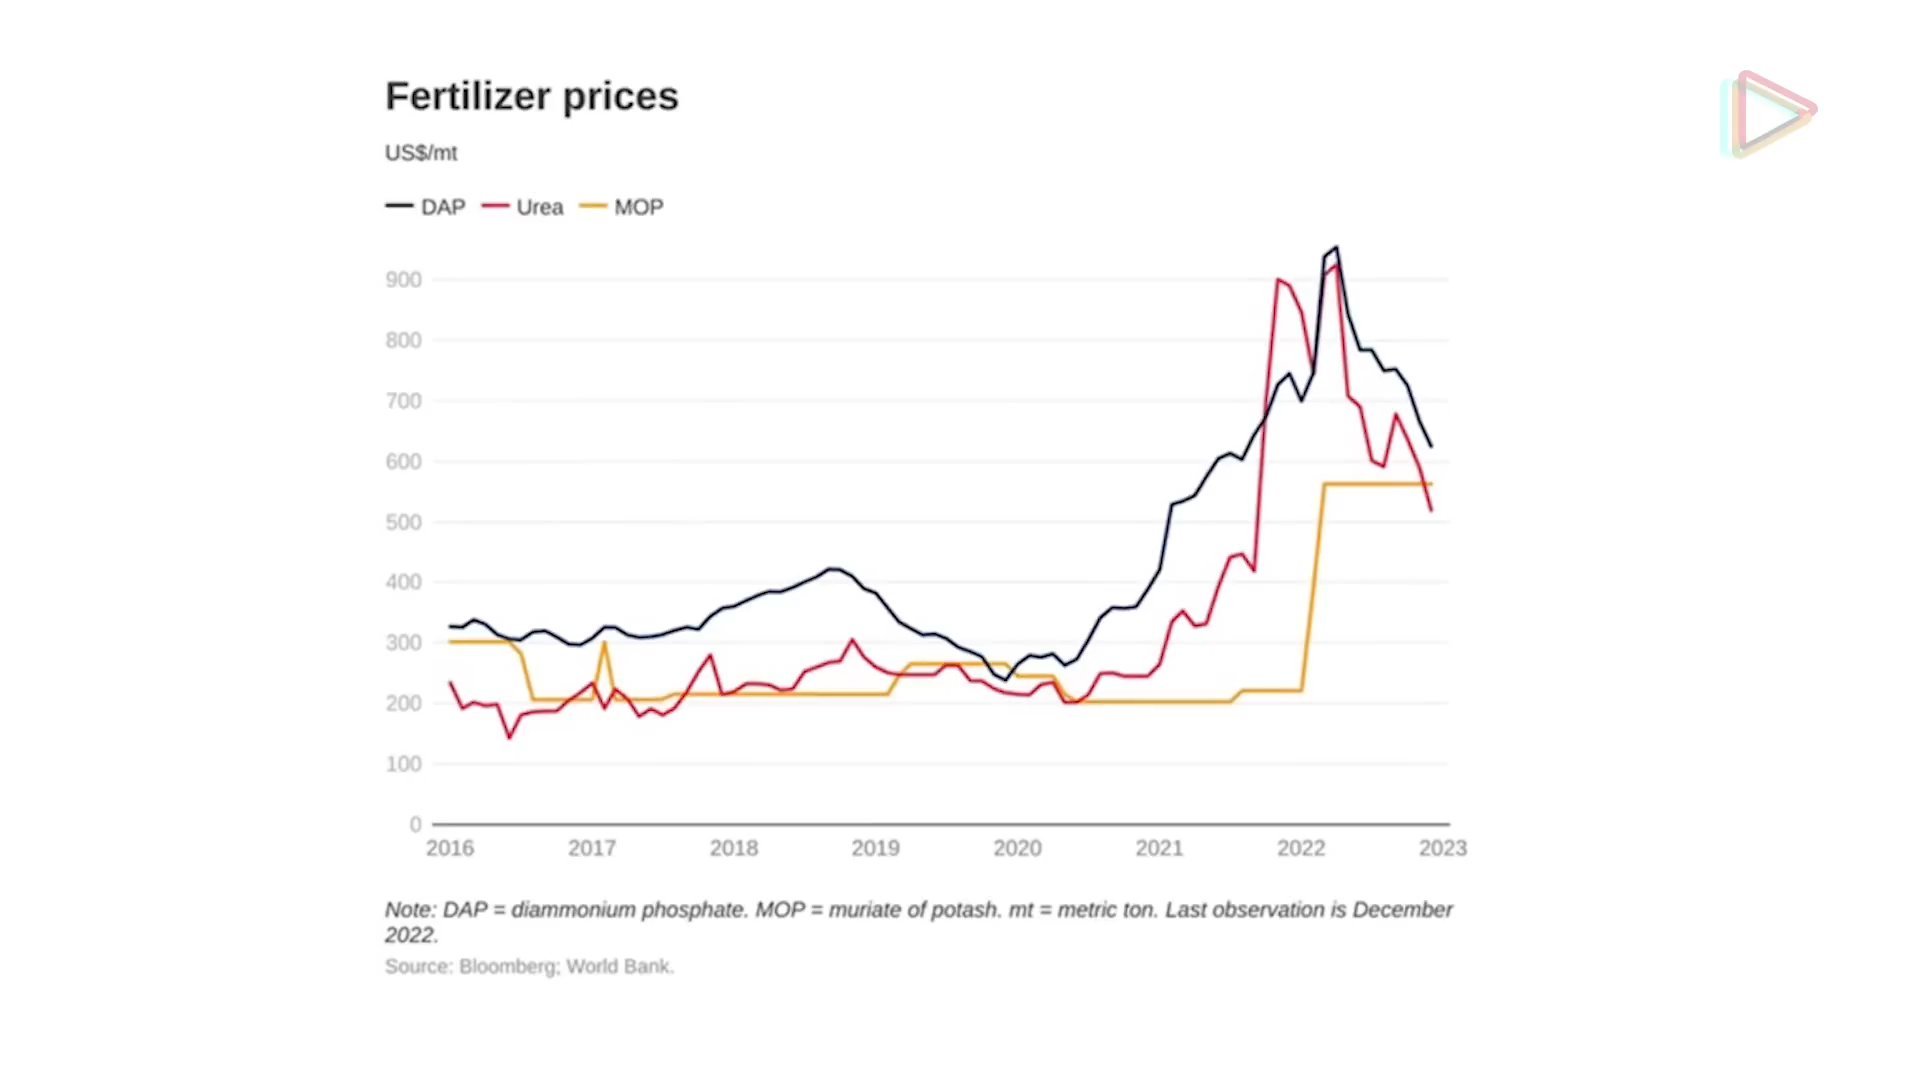 Fertilizer prices
US$/mt
DAP Urea MOP
900
800
700
600
500
400
300
200
100
0
2016 2017 2018 2019 2020 2021 2022 2023
Note: DAP = diammonium phosphate. MOP = muriate of potash. mt = metric ton. Last observation is December
2022.
Source: Bloomberg; World Bank.